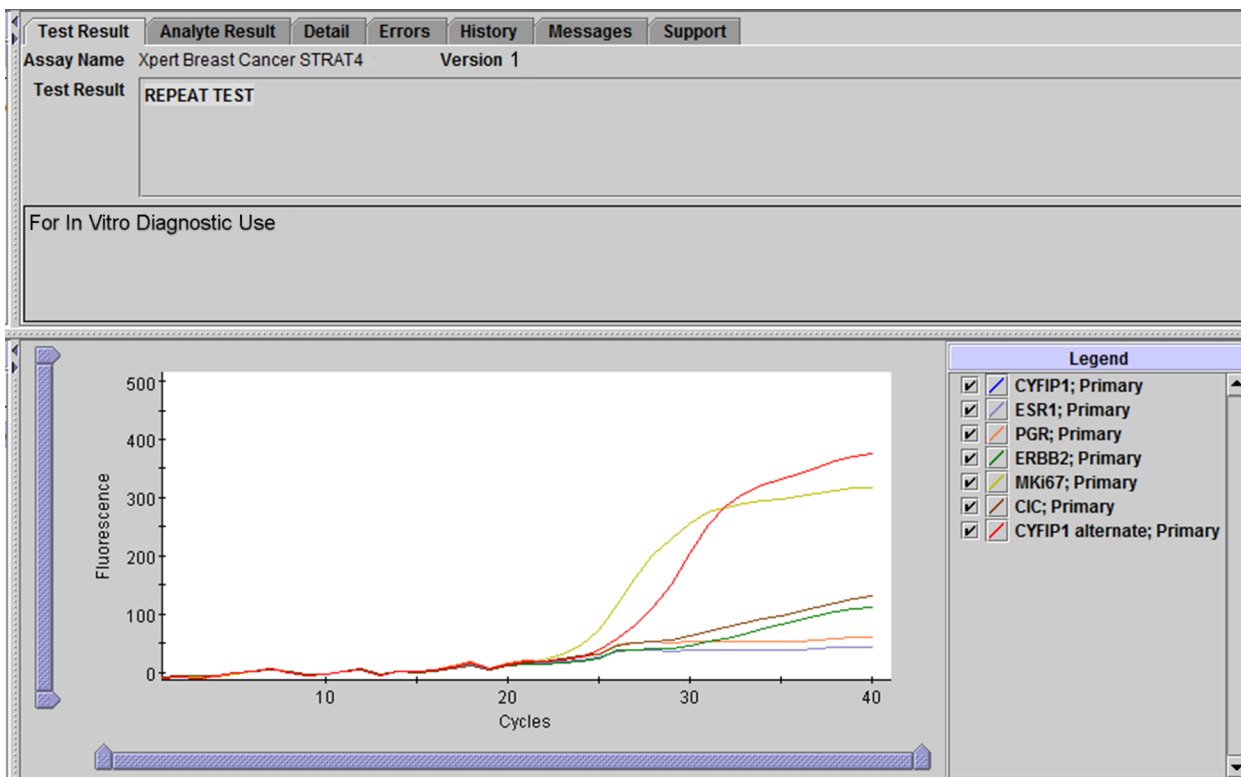 Test Result Analyte Result Detail Errors History Messages Support
Assay Name Xpert Breast Cancer STRAT4 Version 1
Test Result REPEAT TEST
For In Vitro Diagnostic Use
Legend
CYFIP1; Primary
ESR1; Primary
PGR; Primary
ERBB2; Primary
MKi67; Primary
CIC; Primary
CYFIP1 alternate; Primary
500
400
300
200
100
0
Fluorescence
10 20 30 40
Cycles